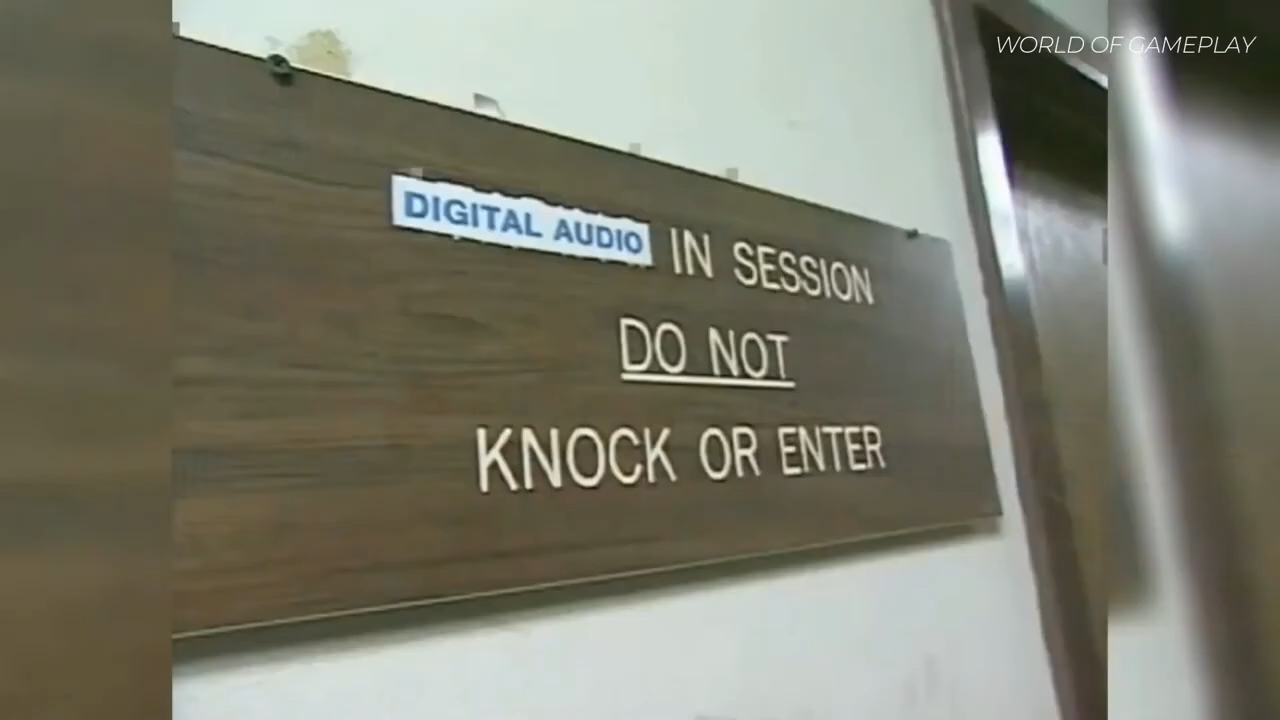 WORLD OF GAMEPLAY
DIGITAL AUDIO IN SESSION
DO NOT
KNOCK OR ENTER